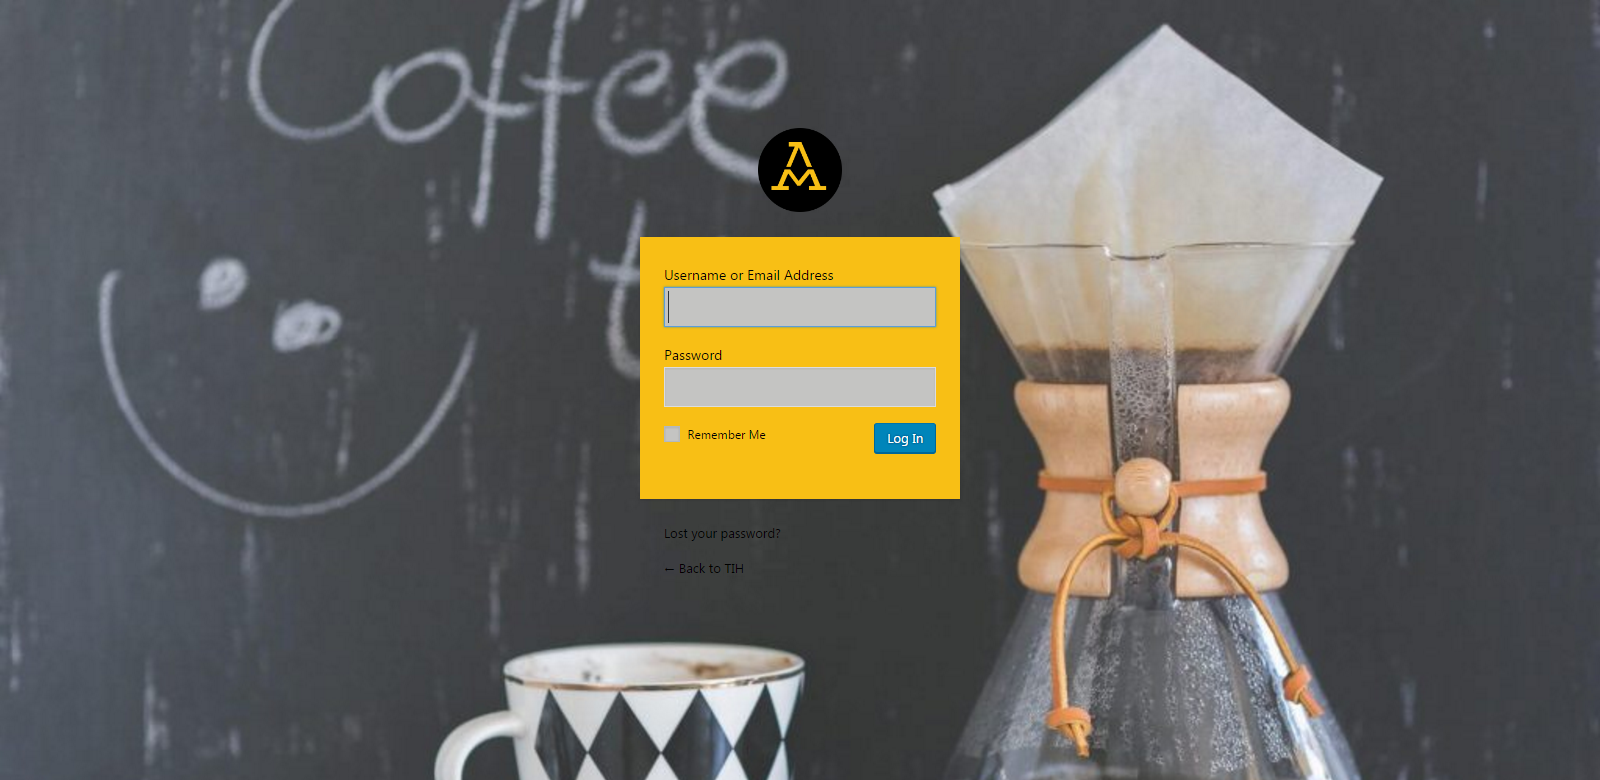 Coffee
t
Username or Email Address
Password
Remember Me
Log In
Lost your password?
← Back to TIH